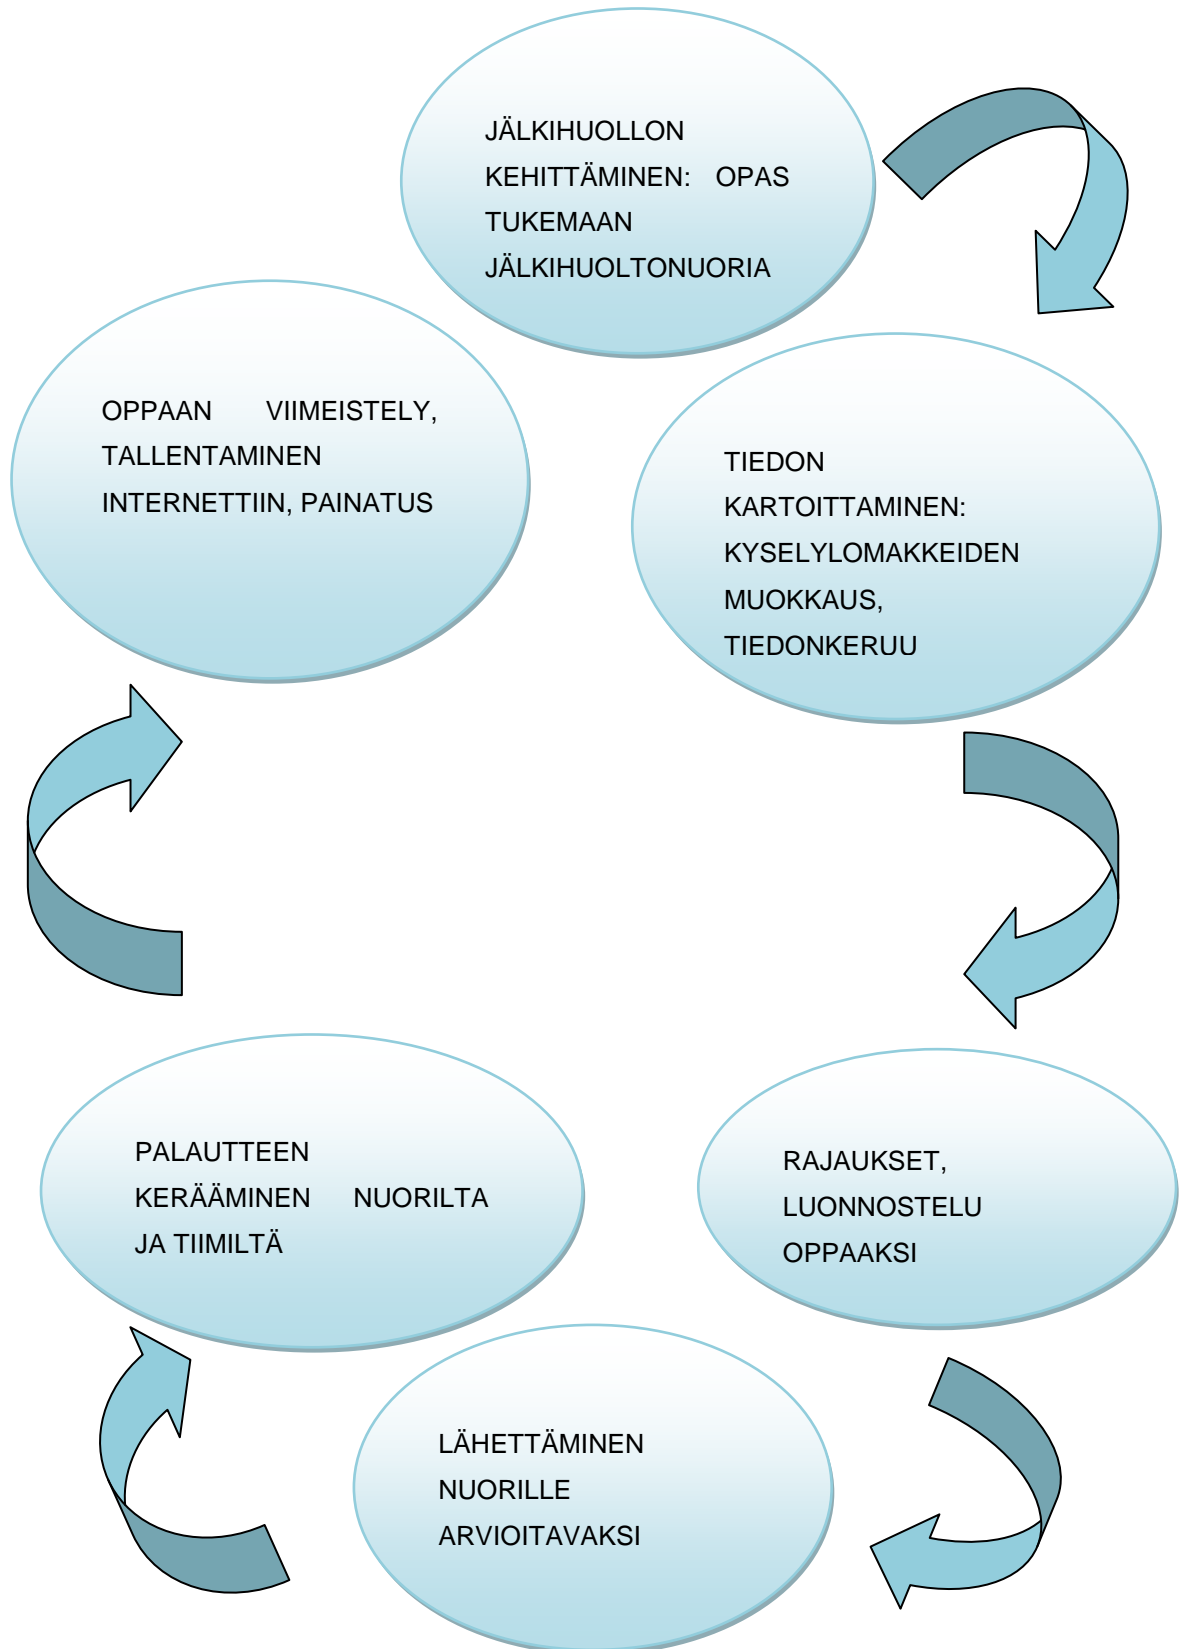 JÄLKIHUOLLON
KEHITTÄMINEN: OPAS
TUKEMAAN
JÄLKIHUOLTONUORIA
TIEDON
KARTOITTAMINEN:
KYSELYLOMAKKEIDEN
MUOKKAUS,
TIEDONKERUU
RAJAUKSET,
LUONNOSTELU
OPPAAKSI
LÄHETTÄMINEN
NUORILLE
ARVIOITAVAKSI
PALAUTTEEN
KERÄÄMINEN NUORILTA
JA TIIMILTÄ
OPPAAN VIIMEISTELY,
TALLENTAMINEN
INTERNETTIIN, PAINATUS